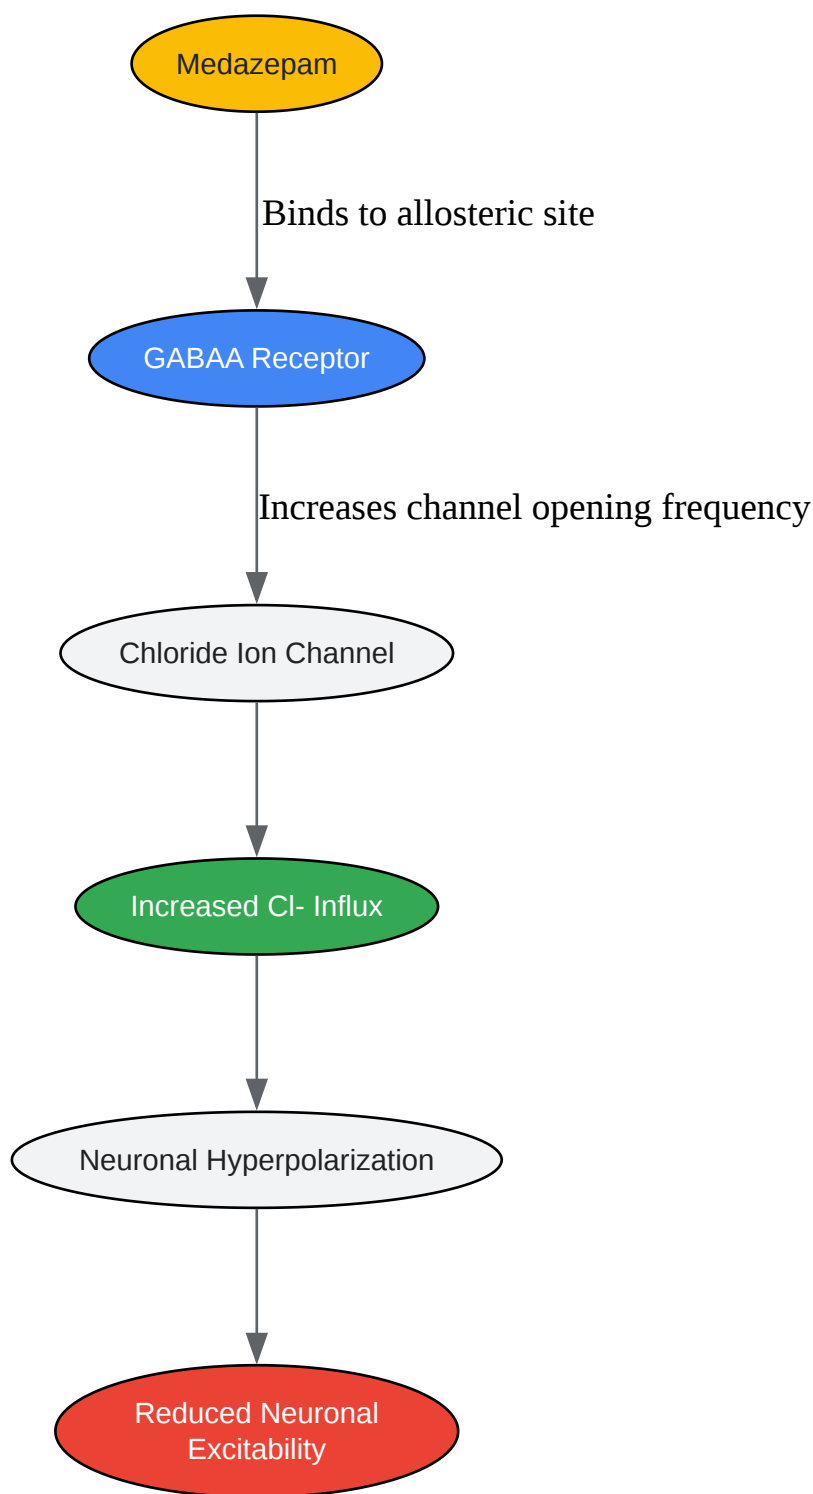 Medazepam
Binds to allosteric site
GABAA Receptor
Increases channel opening frequency
Chloride Ion Channel
Increased Cl- Influx
Neuronal Hyperpolarization
Reduced Neuronal
Excitability